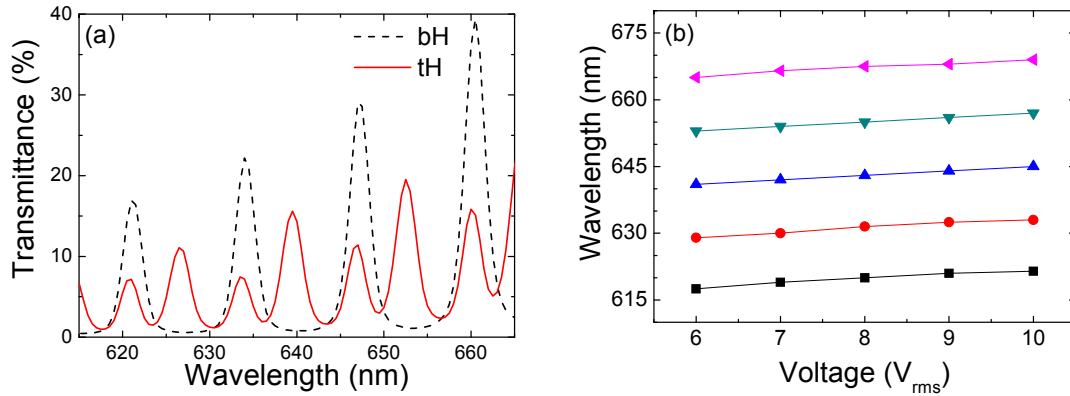 (a)
bH
tH
40
30
20
10
0
Transmittance (%)
620 630 640 650 660
Wavelength (nm)
(b)
675
660
645
630
615
Wavelength (nm)
6 7 8 9 10
Voltage (Vrms)